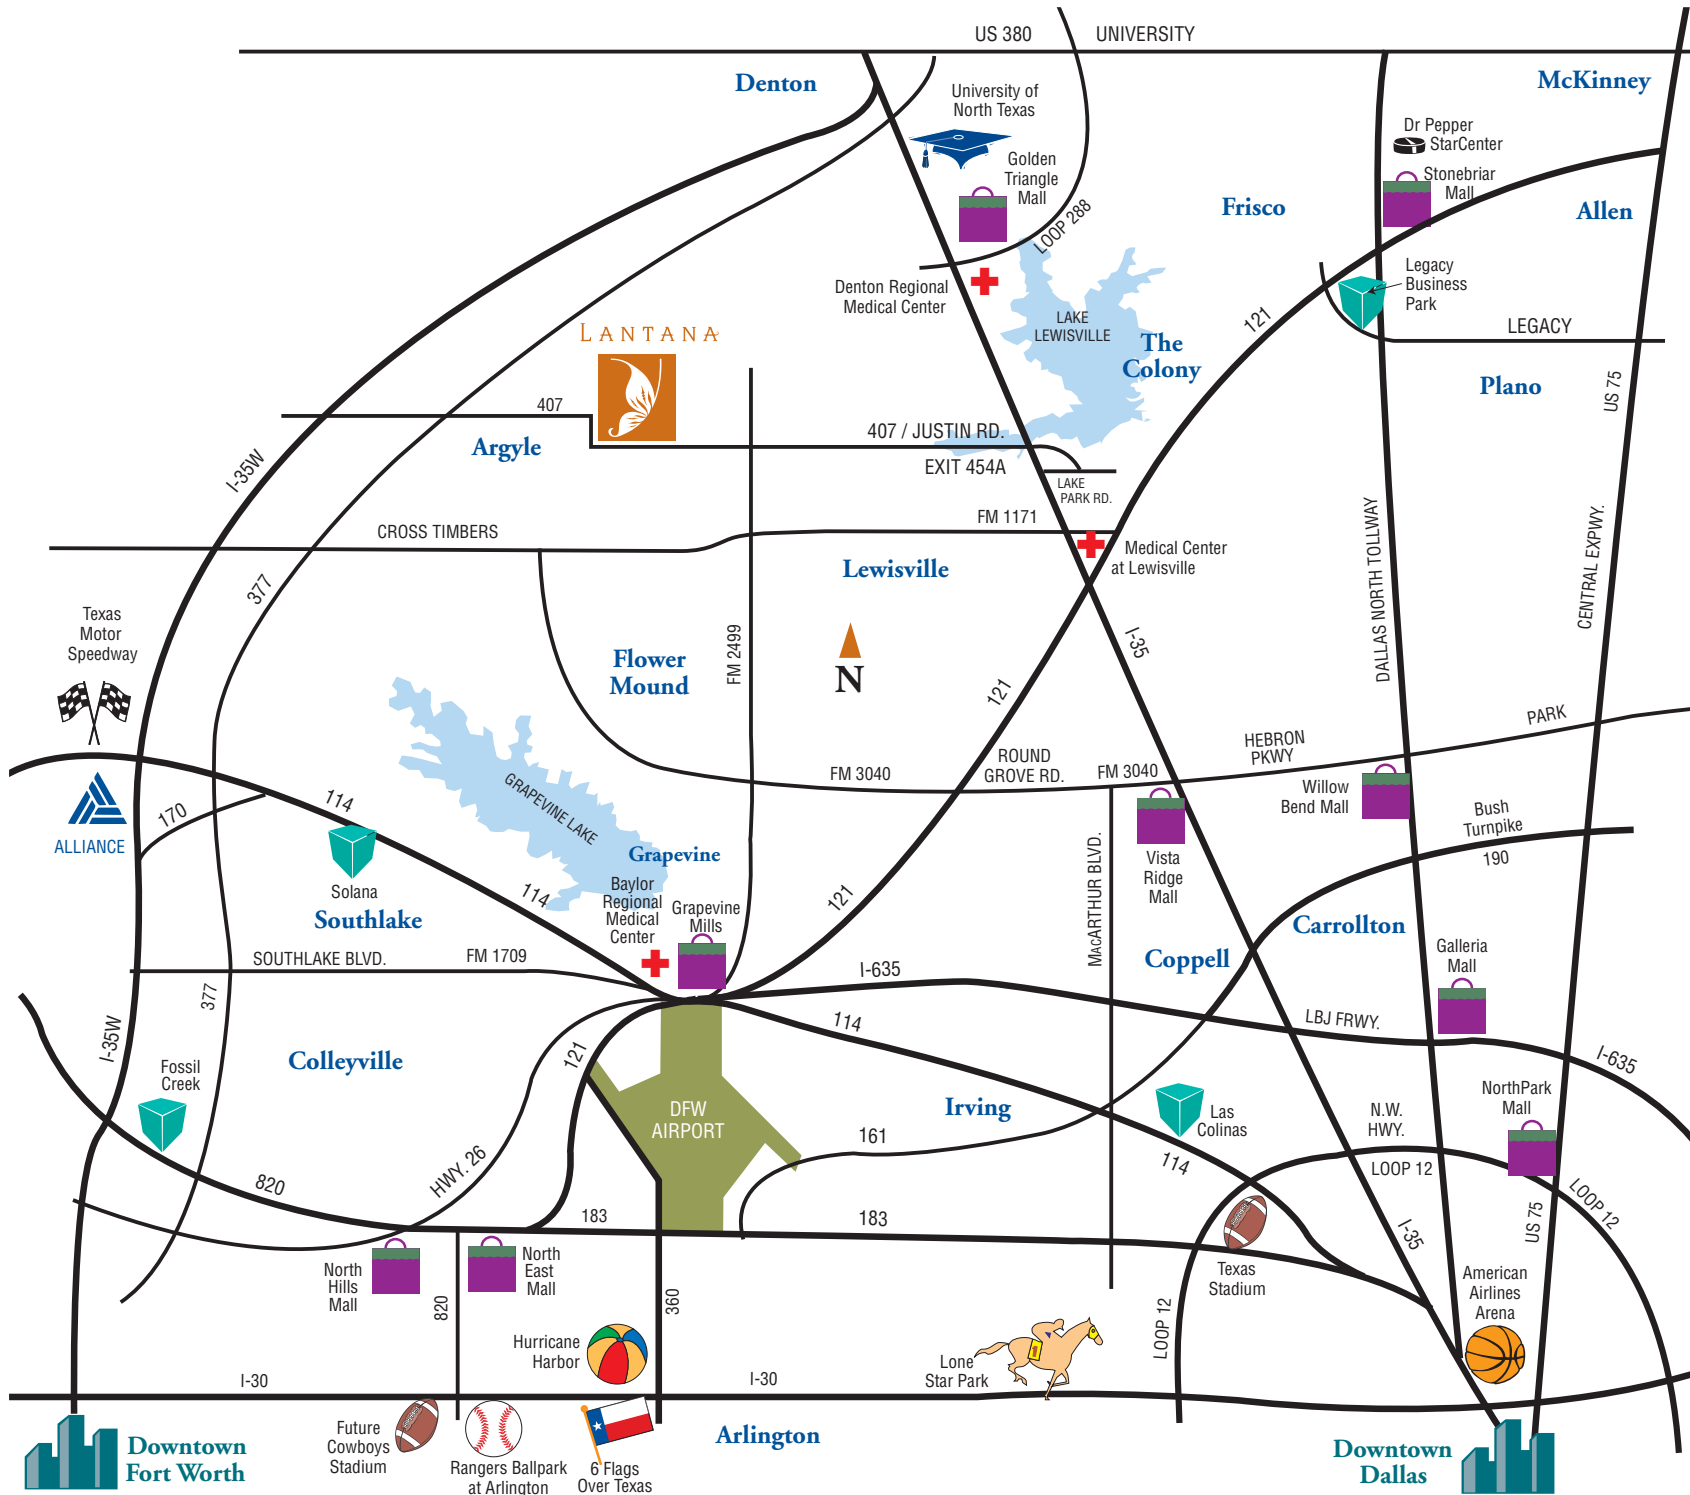 US 380
UNIVERSITY
Denton
McKinney
University of
North Texas
Dr Pepper
StarCenter
Golden
Triangle
Mall
Stonebriar
Mall
Frisco
Allen
LOOP 288
Denton Regional
Medical Center
Legacy
Business
Park
LANTANA
LAKE
LEWISVILLE
121
LEGACY
The
Colony
Plano
US 75
407
407 / JUSTIN RD.
Argyle
EXIT 454A
I-35W
LAKE
PARK RD.
FM 1171
CROSS TIMBERS
DALLAS NORTH TOLLWAY
CENTRAL EXPWY.
Medical Center
at Lewisville
Lewisville
377
Texas
Motor
Speedway
FM 2499
I-35
Flower
Mound
N
121
PARK
HEBRON
PKWY
ROUND
GROVE RD.
FM 3040
FM 3040
Willow
Bend Mall
GRAPEVINE LAKE
114
170
Bush
Turnpike
190
ALLIANCE
Grapevine
MACARTHUR BLVD.
Vista
Ridge
Mall
Solana
114
Baylor
Regional
Medical
Center
Grapevine
Mills
121
Southlake
Carrollton
Galleria
Mall
SOUTHLAKE BLVD.
FM 1709
I-635
Coppell
377
114
LBJ FRWY.
I-35W
121
I-635
Colleyville
Fossil
Creek
DFW
AIRPORT
Irving
Las
Colinas
N.W.
HWY.
NorthPark
Mall
161
HWY. 26
114
LOOP 12
820
LOOP 12
183
183
I-35
US 75
North
Hills
Mall
North
East
Mall
Texas
Stadium
American
Airlines
Arena
820
360
LOOP 12
Hurricane
Harbor
Lone
Star Park
I-30
I-30
Future
Cowboys
Stadium
Rangers Ballpark
at Arlington
6 Flags
Over Texas
Arlington
Downtown
Fort Worth
Downtown
Dallas